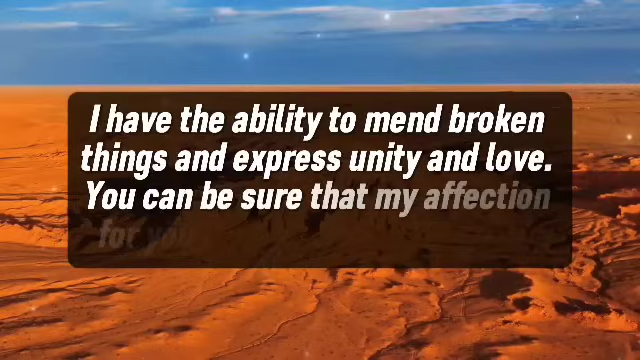 I have the ability to mend broken
things and express unity and love.
You can be sure that my affection
for you